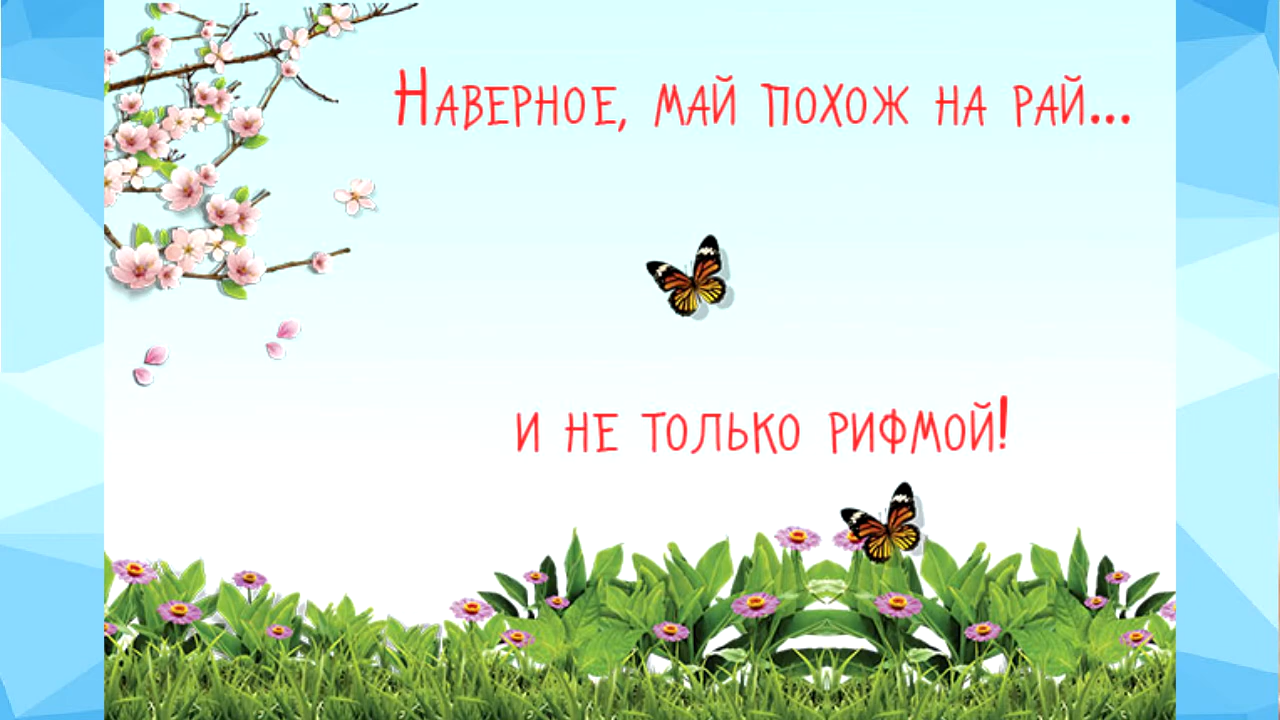 Наверное, май похож на рай...
и не только рифмой!